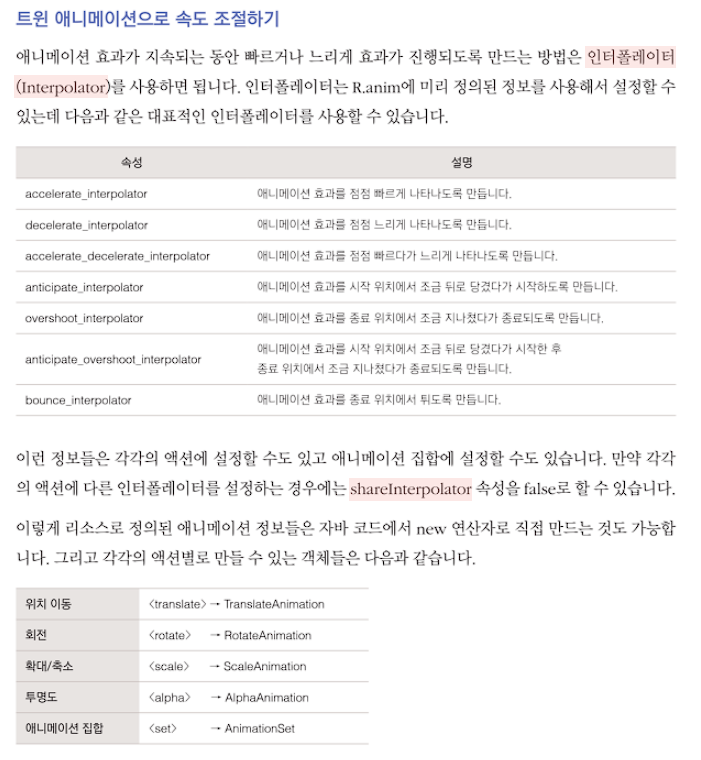 트윈 애니메이션으로 속도 조절하기
애니메이션 효과가 지속되는 동안 빠르거나 느리게 효과가 진행되도록 만드는 방법은 인터폴레이터
(Interpolator)를 사용하면 됩니다. 인터폴레이터는 R.anim에 미리 정의된 정보를 사용해서 설정할 수
있는데 다음과 같은 대표적인 인터폴레이터를 사용할 수 있습니다.
속성 설명
accelerate_interpolator 애니메이션 효과를 점점 빠르게 나타나도록 만듭니다.
decelerate_interpolator 애니메이션 효과를 점점 느리게 나타나도록 만듭니다.
accelerate_decelerate_interpolator 애니메이션 효과를 점점 빠르다가 느리게 나타나도록 만듭니다.
anticipate_interpolator 애니메이션 효과를 시작 위치에서 조금 뒤로 당겼다가 시작하도록 만듭니다.
overshoot_interpolator 애니메이션 효과를 종료 위치에서 조금 지나쳤다가 종료되도록 만듭니다.
anticipate_overshoot_interpolator 애니메이션 효과를 시작 위치에서 조금 뒤로 당겼다가 시작한 후
종료 위치에서 조금 지나쳤다가 종료되도록 만듭니다.
bounce_interpolator 애니메이션 효과를 종료 위치에서 튀도록 만듭니다.
이런 정보들은 각각의 액션에 설정할 수도 있고 애니메이션 집합에 설정할 수도 있습니다. 만약 각각
의 액션에 다른 인터폴레이터를 설정하는 경우에는 shareInterpolator 속성을 false로 할 수 있습니다.
이렇게 리소스로 정의된 애니메이션 정보들은 자바 코드에서 new 연산자로 직접 만드는 것도 가능합
니다. 그리고 각각의 액션별로 만들 수 있는 객체들은 다음과 같습니다.
위치 이동 〈translate〉 → TranslateAnimation
회전 〈rotate〉 → RotateAnimation
확대/축소 〈scale〉 → ScaleAnimation
투명도 〈alpha〉 → AlphaAnimation
애니메이션 집합 〈set〉 → AnimationSet